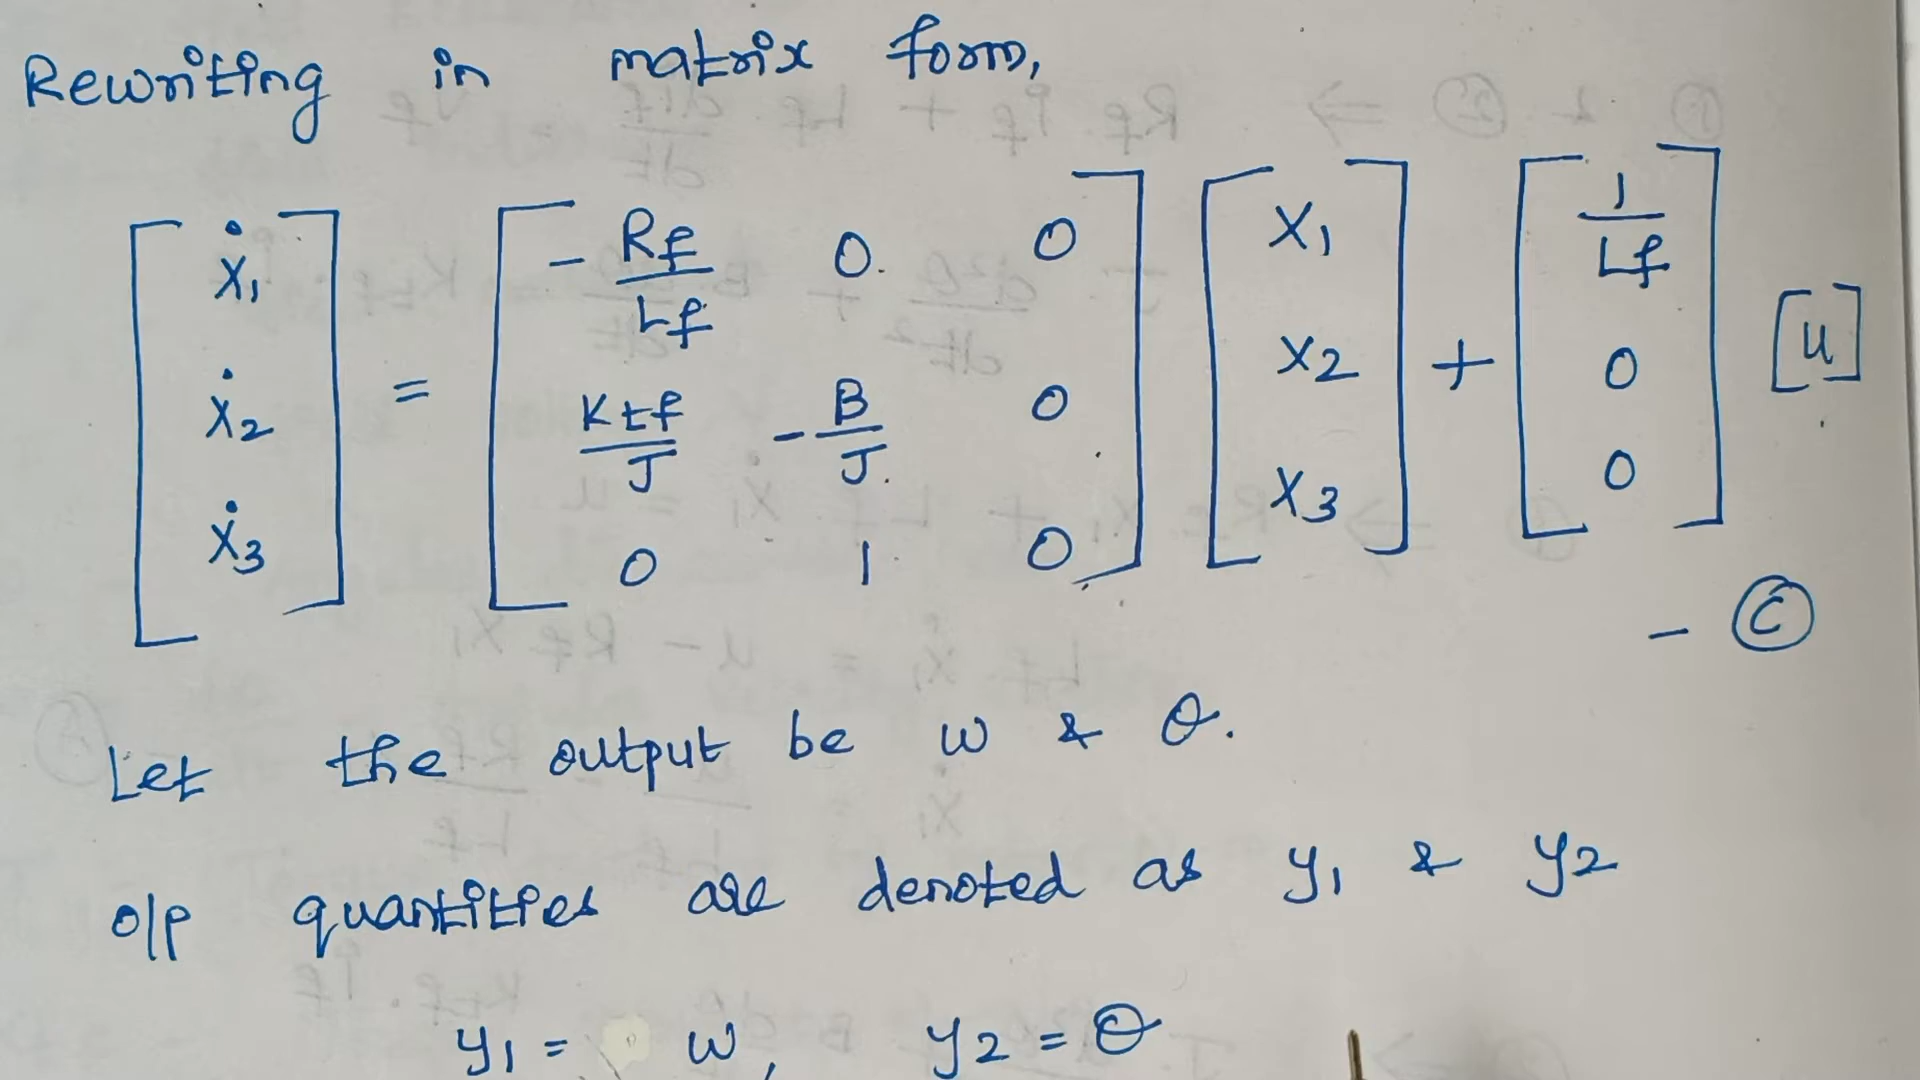 Rewriting in matrix form,
[ẋ1 ẋ2 ẋ3] = [-Rf/Lf 0 0; Ktf/J -B/J 0; 0 1 0] [x1 x2 x3] + [1/Lf 0 0] [u]
- Ⓒ
Let the output be ω & θ.
o/p quantities are denoted as y1 & y2
y1 = ω, y2 = θ